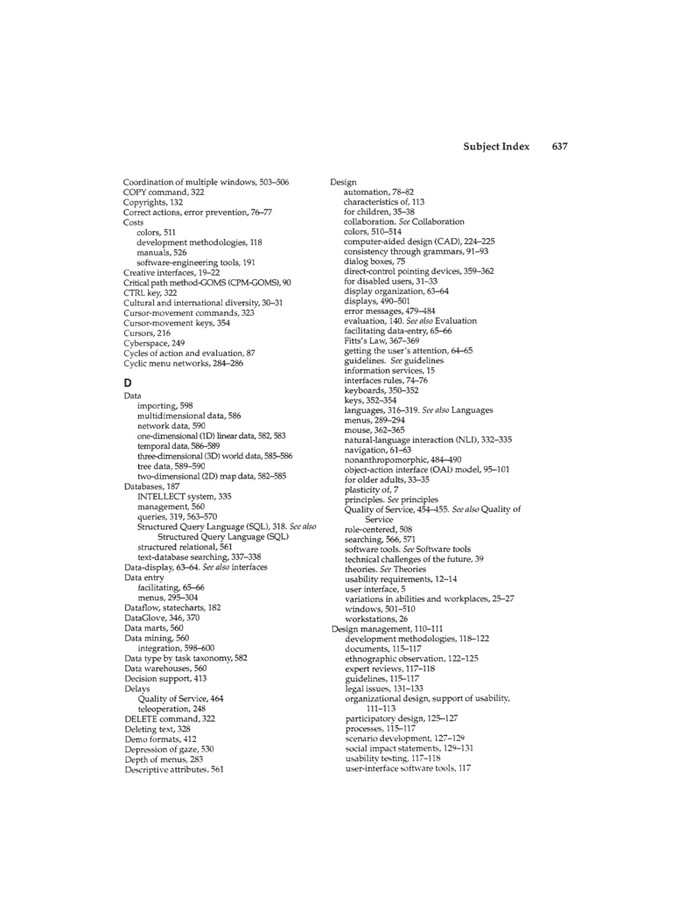 Subject Index 637
Coordination of multiple windows, 503–506
COPY command, 322
Copyrights, 132
Correct actions, error prevention, 76–77
Costs
colors, 511
development methodologies, 118
manuals, 526
software-engineering tools, 191
Creative interfaces, 19–22
Critical path method-GOMS (CPM-GOMS), 90
CTRL key, 322
Cultural and international diversity, 30–31
Cursor-movement commands, 323
Cursor-movement keys, 354
Cursors, 216
Cyberspace, 249
Cycles of action and evaluation, 87
Cyclic menu networks, 284–286
D
Data
importing, 598
multidimensional data, 586
network data, 590
one-dimensional (1D) linear data, 582, 583
temporal data, 586–589
three-dimensional (3D) world data, 585–586
tree data, 589–590
two-dimensional (2D) map data, 582–585
Databases, 187
INTELLECT system, 335
management, 560
queries, 319, 563–570
Structured Query Language (SQL), 318. See also
Structured Query Language (SQL)
structured relational, 561
text-database searching, 337–338
Data-display, 63–64. See also interfaces
Data entry
facilitating, 65–66
menus, 295–304
Dataflow, statecharts, 182
DataGlove, 346, 370
Data marts, 560
Data mining, 560
integration, 598–600
Data type by task taxonomy, 582
Data warehouses, 560
Decision support, 413
Delays
Quality of Service, 464
teleoperation, 248
DELETE command, 322
Deleting text, 328
Demo formats, 412
Depression of gaze, 530
Depth of menus, 283
Descriptive attributes, 561
Design
automation, 78–82
characteristics of, 113
for children, 35–38
collaboration. See Collaboration
colors, 510–514
computer-aided design (CAD), 224–225
consistency through grammars, 91–93
dialog boxes, 75
direct-control pointing devices, 359–362
for disabled users, 31–33
display organization, 63–64
displays, 490–501
error messages, 479–484
evaluation, 140. See also Evaluation
facilitating data-entry, 65–66
Fitts's Law, 367–369
getting the user's attention, 64–65
guidelines. See guidelines
information services, 15
interfaces rules, 74–76
keyboards, 350–352
keys, 352–354
languages, 316–319. See also Languages
menus, 289–294
mouse, 362–365
natural-language interaction (NLI), 332–335
navigation, 61–63
nonanthropomorphic, 484–490
object-action interface (OAI) model, 95–101
for older adults, 33–35
plasticity of, 7
principles. See principles
Quality of Service, 454–455. See also Quality of
Service
role-centered, 508
searching, 566, 571
software tools. See Software tools
technical challenges of the future, 39
theories. See Theories
usability requirements, 12–14
user interface, 5
variations in abilities and workplaces, 25–27
windows, 501–510
workstations, 26
Design management, 110–111
development methodologies, 118–122
documents, 115–117
ethnographic observation, 122–125
expert reviews, 117–118
guidelines, 115–117
legal issues, 131–133
organizational design, support of usability,
111–113
participatory design, 125–127
processes, 115–117
scenario development, 127–129
social impact statements, 129–131
usability testing, 117–118
user-interface software tools, 117